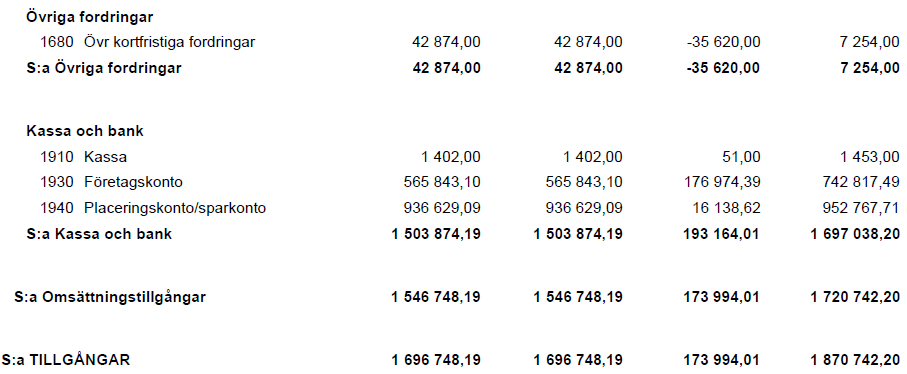 Övriga fordringar
1680 Övr kortfristiga fordringar 42 874,00 42 874,00 -35 620,00 7 254,00
S:a Övriga fordringar 42 874,00 42 874,00 -35 620,00 7 254,00
Kassa och bank
1910 Kassa 1 402,00 1 402,00 51,00 1 453,00
1930 Företagskonto 565 843,10 565 843,10 176 974,39 742 817,49
1940 Placeringskonto/sparkonto 936 629,09 936 629,09 16 138,62 952 767,71
S:a Kassa och bank 1 503 874,19 1 503 874,19 193 164,01 1 697 038,20
S:a Omsättningstillgångar 1 546 748,19 1 546 748,19 173 994,01 1 720 742,20
S:a TILLGÅNGAR 1 696 748,19 1 696 748,19 173 994,01 1 870 742,20